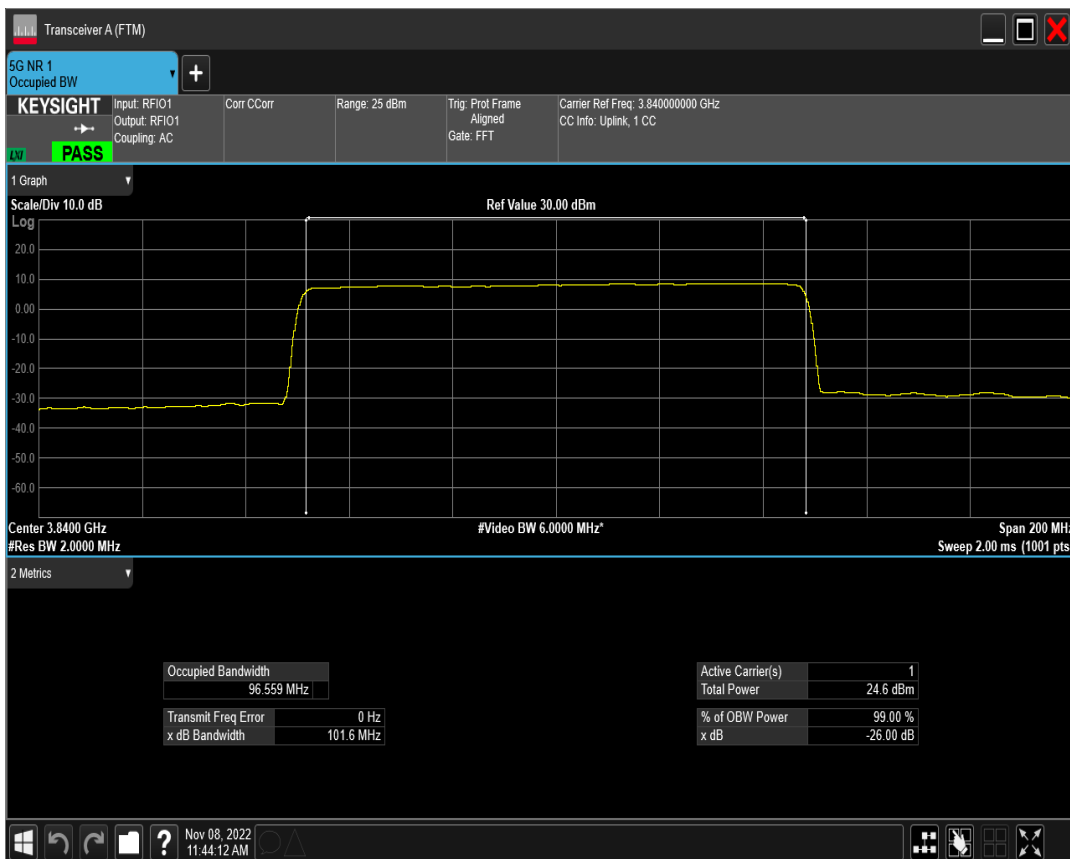 Transceiver A (FTM)
5G NR 1
Occupied BW
+
KEYSIGHT
Input: RFIO1
Output: RFIO1
Coupling: AC
Corr CCorr
Range: 25 dBm
Trig: Prot Frame
Aligned
Gate: FFT
Carrier Ref Freq: 3.840000000 GHz
CC Info: Uplink, 1 CC
LXI
PASS
1 Graph
Scale/Div 10.0 dB
Ref Value 30.00 dBm
Log
20.0
10.0
0.00
-10.0
-20.0
-30.0
-40.0
-50.0
-60.0
Center 3.8400 GHz
#Video BW 6.0000 MHz*
Span 200 MHz
#Res BW 2.0000 MHz
Sweep 2.00 ms (1001 pts
2 Metrics
Occupied Bandwidth
96.559 MHz
Transmit Freq Error 0 Hz
x dB Bandwidth 101.6 MHz
Active Carrier(s) 1
Total Power 24.6 dBm
% of OBW Power 99.00 %
x dB -26.00 dB
?
Nov 08, 2022
11:44:12 AM